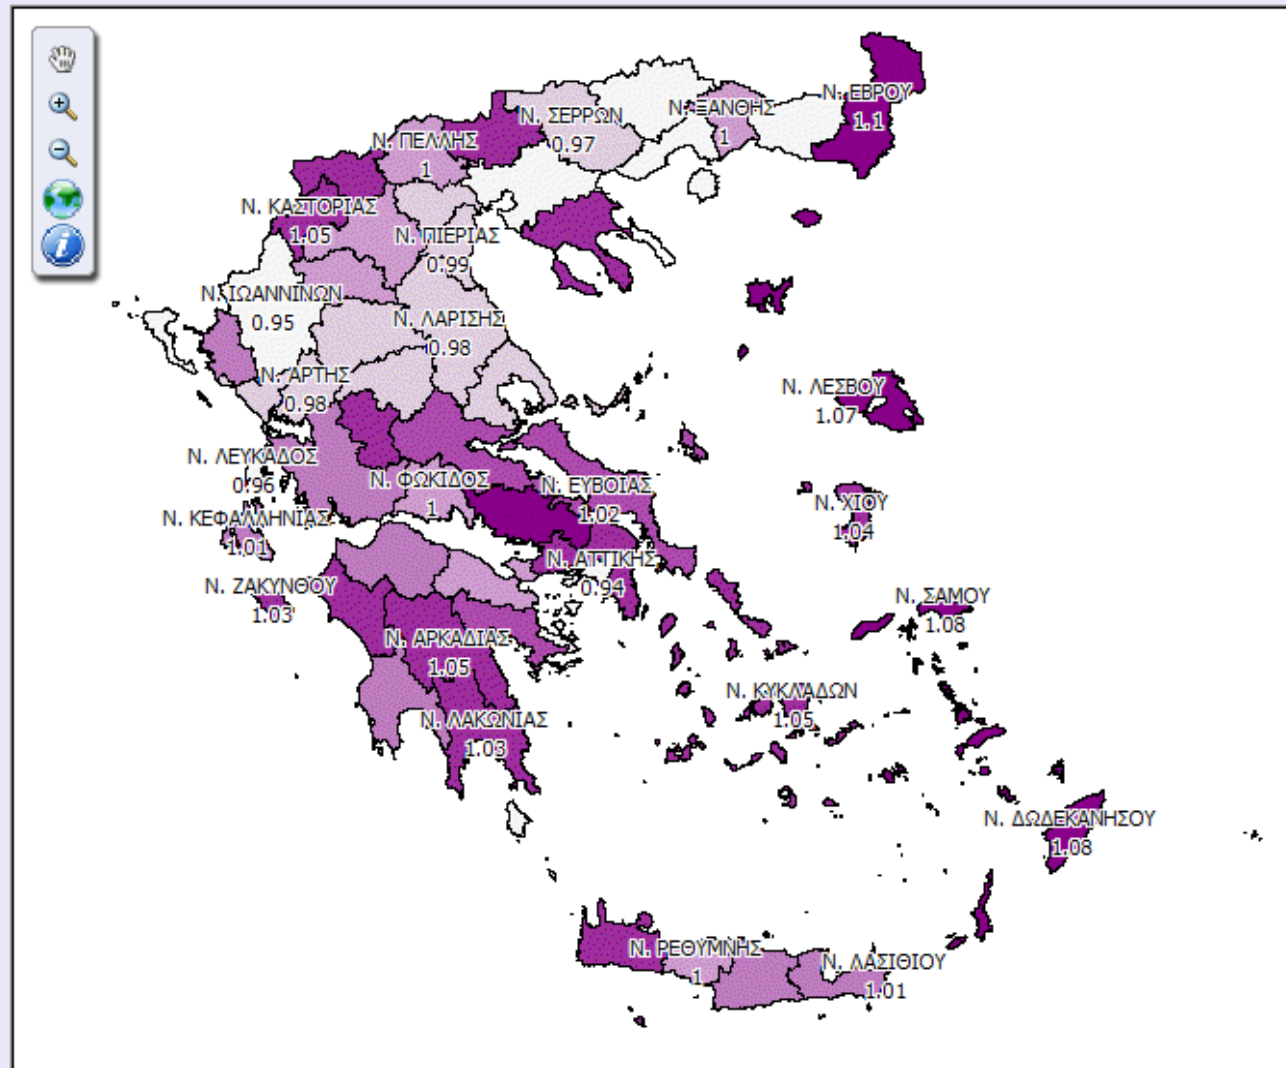 Ν. ΕΒΡΟΥ
1.1
Ν. ΞΑΝΘΗΣ
1
Ν. ΣΕΡΡΩΝ
0.97
Ν. ΠΕΛΛΗΣ
1
Ν. ΚΑΣΤΟΡΙΑΣ
1.05
Ν. ΠΙΕΡΙΑΣ
0.99
Ν. ΙΩΑΝΝΙΝΩΝ
0.95
Ν. ΛΑΡΙΣΗΣ
0.98
Ν. ΑΡΤΗΣ
0.98
Ν. ΛΕΣΒΟΥ
1.07
Ν. ΛΕΥΚΑΔΟΣ
0.96
Ν. ΦΩΚΙΔΟΣ
1
Ν. ΕΥΒΟΙΑΣ
1.02
Ν. ΧΙΟΥ
1.04
Ν. ΚΕΦΑΛΛΗΝΙΑΣ
1.01
Ν. ΑΤΤΙΚΗΣ
0.94
Ν. ΖΑΚΥΝΘΟΥ
1.03
Ν. ΣΑΜΟΥ
1.08
Ν. ΑΡΚΑΔΙΑΣ
1.05
Ν. ΚΥΚΛΑΔΩΝ
1.05
Ν. ΛΑΚΩΝΙΑΣ
1.03
Ν. ΔΩΔΕΚΑΝΗΣΟΥ
1.08
Ν. ΡΕΘΥΜΝΗΣ
1
Ν. ΛΑΣΙΘΙΟΥ
1.01